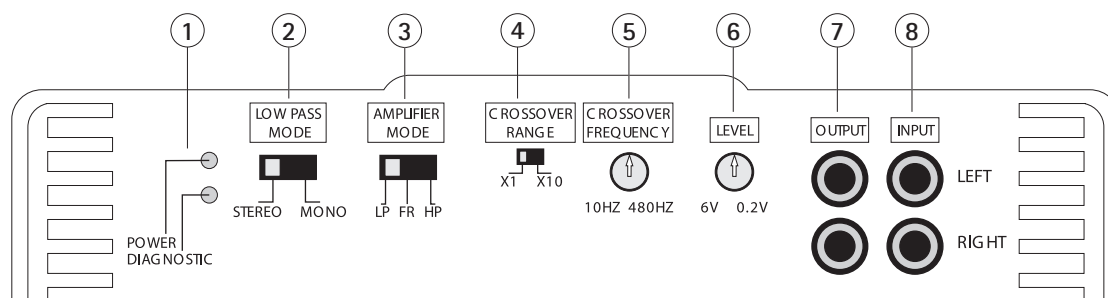 1 2 3 4 5 6 7 8
LOW PASS
MODE
AMPLIFIER
MODE
CROSSOVER
RANGE
CROSSOVER
FREQUENCY
LEVEL
OUTPUT
INPUT
X1 X10
LEFT
STEREO MONO
LP FR HP
10HZ 480HZ
6V 0.2V
POWER
DIAGNOSTIC
RIGHT